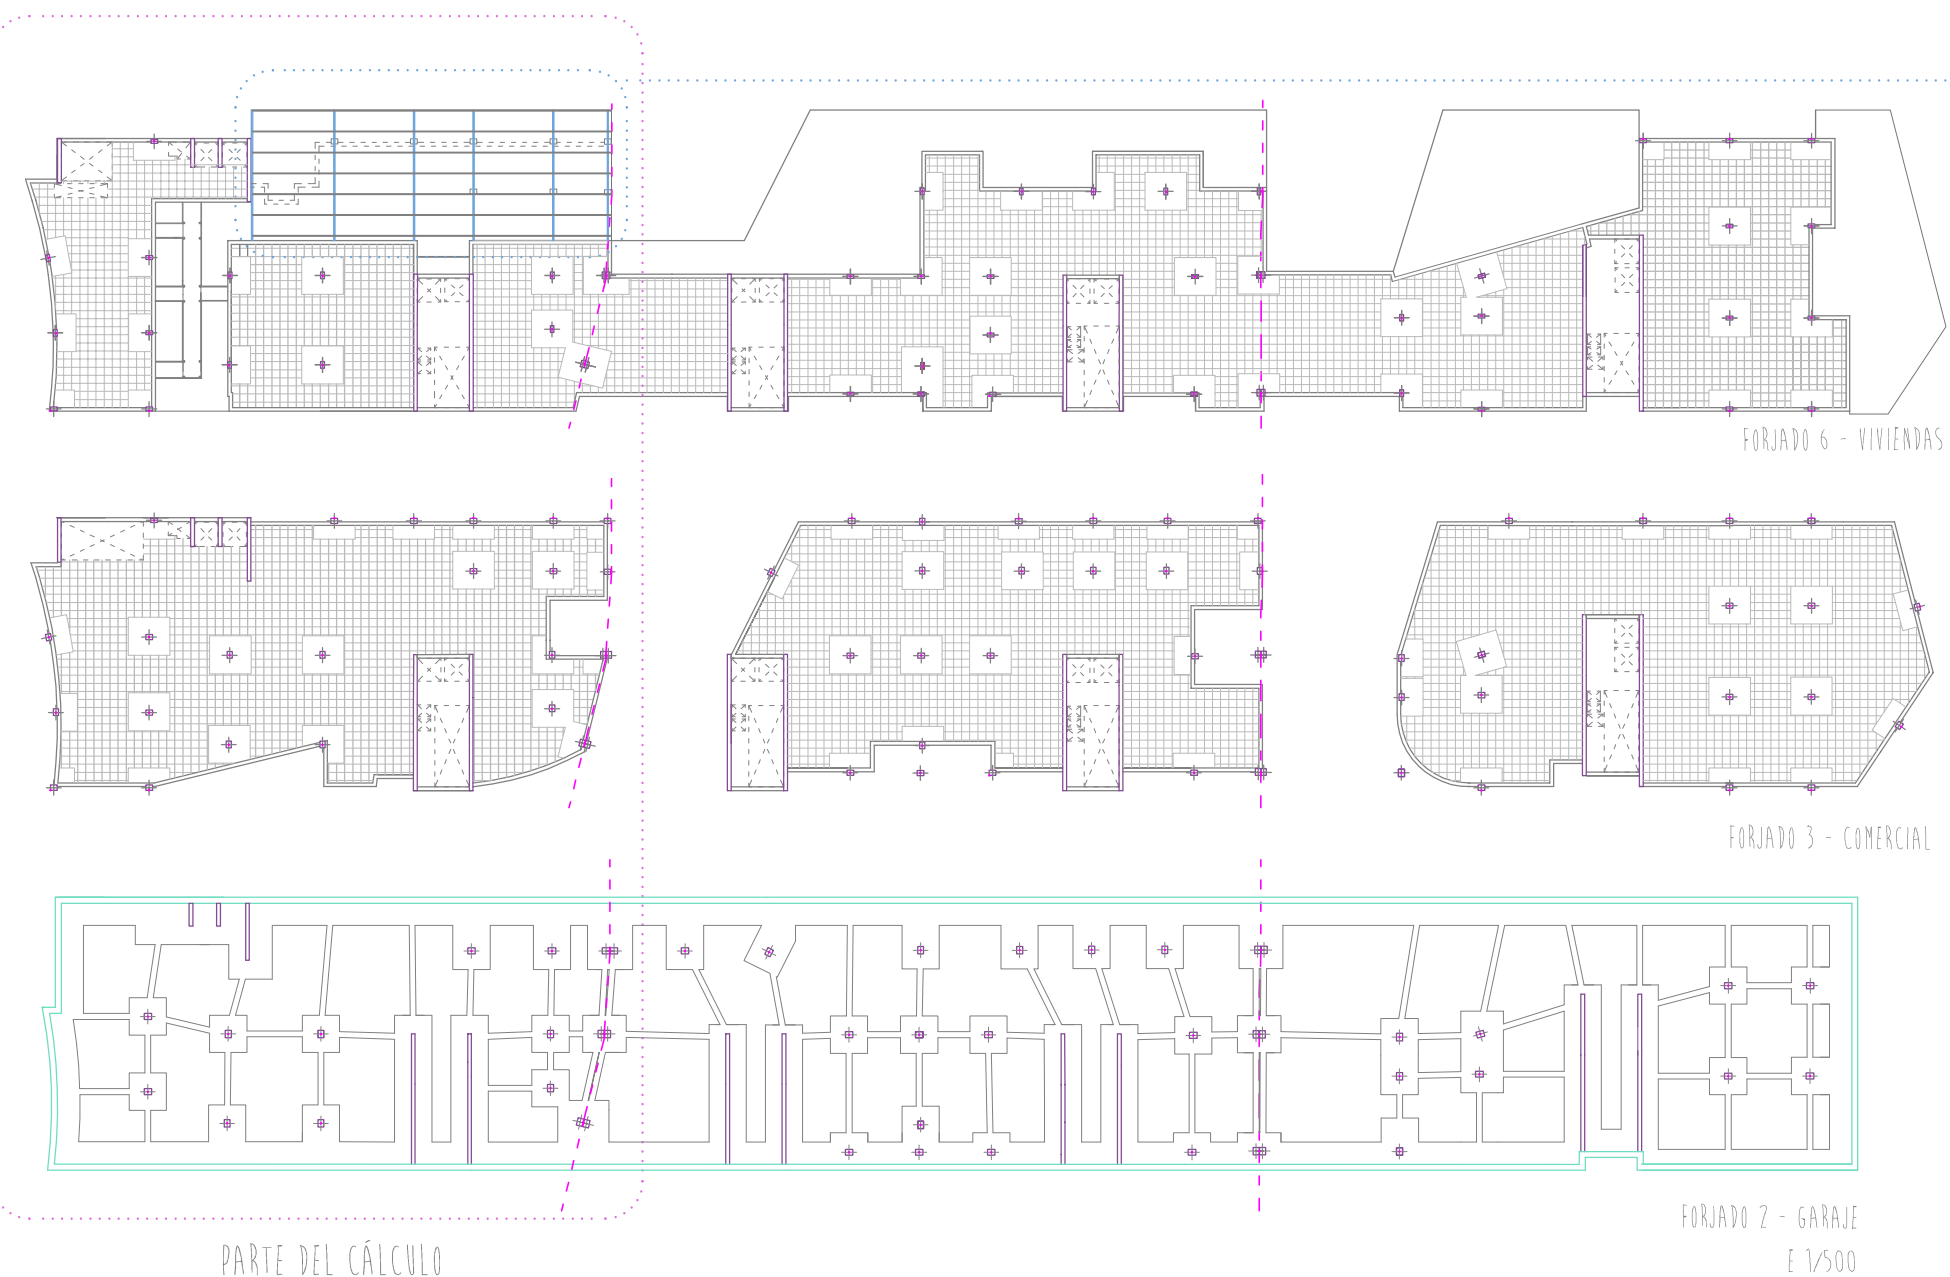 FORJADO 6 - VIVIENDAS
FORJADO 3 - COMERCIAL
FORJADO 2 - GARAJE
PARTE DEL CÁLCULO
E 1/500